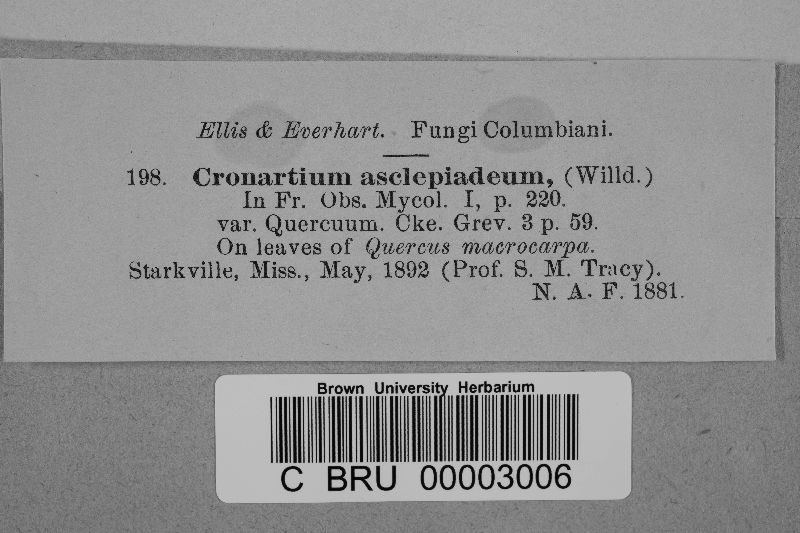 Ellis & Everhart. Fungi Columbiani.
198. Cronartium asclepiadeum, (Willd.)
In Fr. Obs. Mycol. I, p. 220.
var. Quercuum. Cke. Grev. 3 p. 59.
On leaves of Quercus macrocarpa.
Starkville, Miss., May, 1892 (Prof. S. M. Tracy).
N. A. F. 1881.
Brown University Herbarium
C BRU 00003006